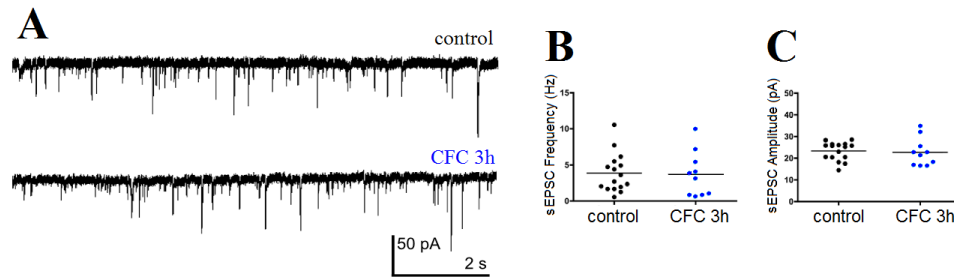 A
control
CFC 3h
50 pA
2 s
B
sEPSC Frequency (Hz)
15
10
5
0
control
CFC 3h
C
sEPSC Amplitude (pA)
50
40
30
20
10
0
control
CFC 3h